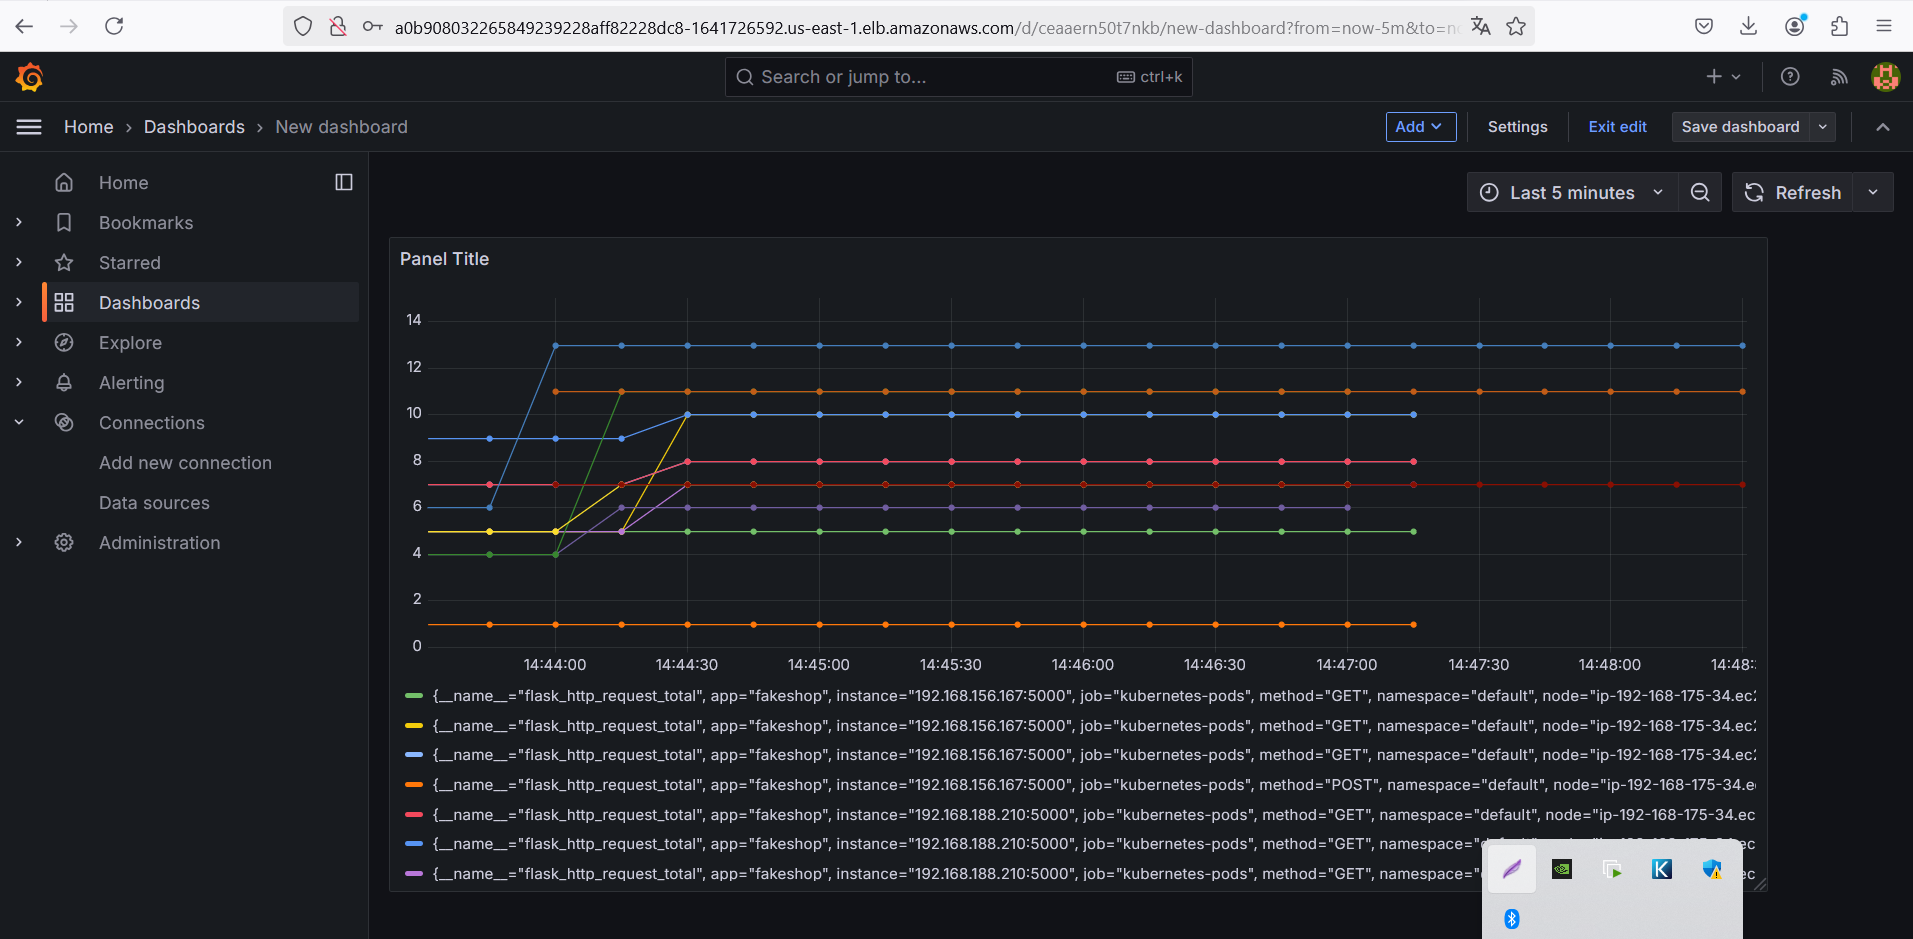 a0b908032265849239228aff82228dc8-1641726592.us-east-1.elb.amazonaws.com/d/ceaaern50t7nkb/new-dashboard?from=now-5m&to=no
Search or jump to...
ctrl+k
Home › Dashboards › New dashboard
Add
Settings
Exit edit
Save dashboard
Home
Bookmarks
Starred
Dashboards
Explore
Alerting
Connections
Add new connection
Data sources
Administration
Last 5 minutes
Refresh
Panel Title
14
12
10
8
6
4
2
0
14:44:00 14:44:30 14:45:00 14:45:30 14:46:00 14:46:30 14:47:00 14:47:30 14:48:00 14:48:
{__name__="flask_http_request_total", app="fakeshop", instance="192.168.156.167:5000", job="kubernetes-pods", method="GET", namespace="default", node="ip-192-168-175-34.ec2
{__name__="flask_http_request_total", app="fakeshop", instance="192.168.156.167:5000", job="kubernetes-pods", method="GET", namespace="default", node="ip-192-168-175-34.ec2
{__name__="flask_http_request_total", app="fakeshop", instance="192.168.156.167:5000", job="kubernetes-pods", method="GET", namespace="default", node="ip-192-168-175-34.ec2
{__name__="flask_http_request_total", app="fakeshop", instance="192.168.156.167:5000", job="kubernetes-pods", method="POST", namespace="default", node="ip-192-168-175-34.e
{__name__="flask_http_request_total", app="fakeshop", instance="192.168.188.210:5000", job="kubernetes-pods", method="GET", namespace="default", node="ip-192-168-175-34.ec
{__name__="flask_http_request_total", app="fakeshop", instance="192.168.188.210:5000", job="kubernetes-pods", method="GET", namespace="
{__name__="flask_http_request_total", app="fakeshop", instance="192.168.188.210:5000", job="kubernetes-pods", method="GET", namespace="
K